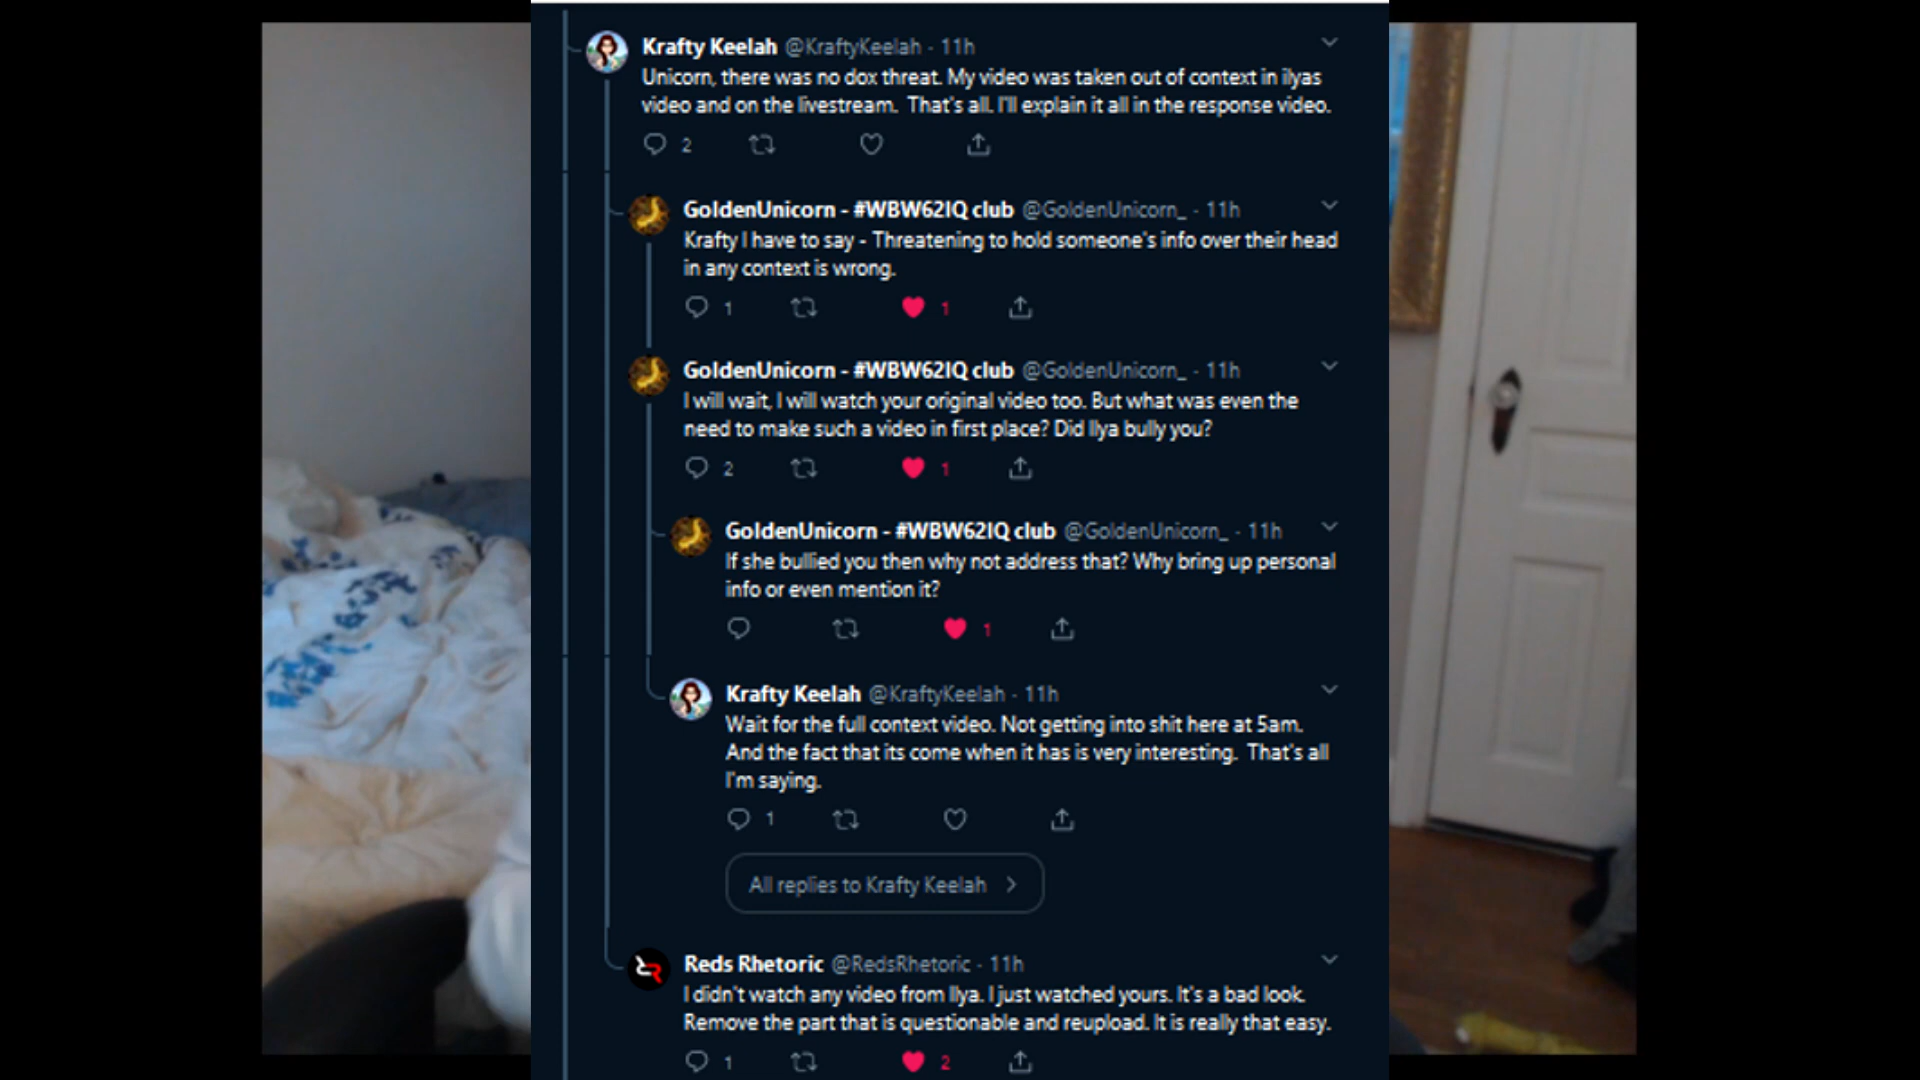 Krafty Keelah @KraftyKeelah · 11h
Unicorn, there was no dox threat. My video was taken out of context in ilyas
video and on the livestream. That's all. I'll explain it all in the response video.
2
GoldenUnicorn - #WBW62IQ club @GoldenUnicorn_ · 11h
Krafty I have to say - Threatening to hold someone's info over their head
in any context is wrong.
1 1
GoldenUnicorn - #WBW62IQ club @GoldenUnicorn_ · 11h
I will wait, I will watch your original video too. But what was even the
need to make such a video in first place? Did Ilya bully you?
2 1
GoldenUnicorn - #WBW62IQ club @GoldenUnicorn_ · 11h
If she bullied you then why not address that? Why bring up personal
info or even mention it?
1
Krafty Keelah @KraftyKeelah · 11h
Wait for the full context video. Not getting into shit here at 5am.
And the fact that its come when it has is very interesting. That's all
I'm saying.
1
All replies to Krafty Keelah
Reds Rhetoric @RedsRhetoric · 11h
I didn't watch any video from Ilya. I just watched yours. It's a bad look.
Remove the part that is questionable and reupload. It is really that easy.
1 2